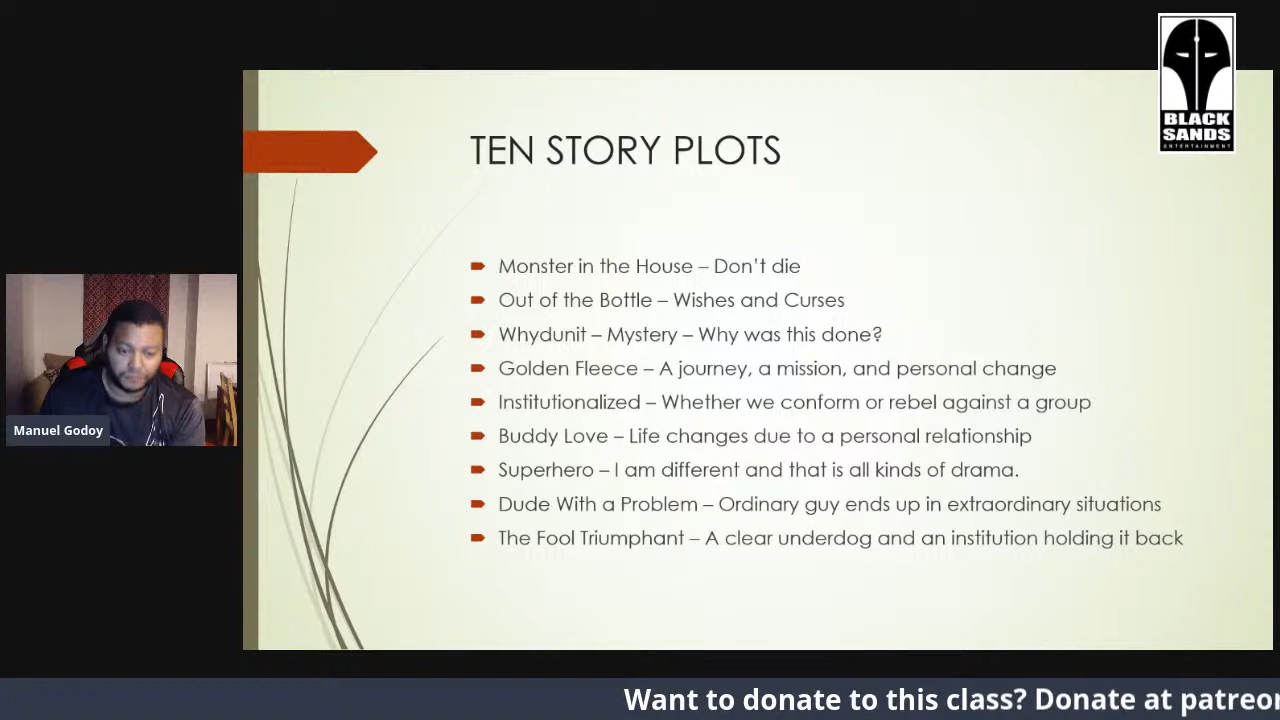 BLACK
SANDS
ENTERTAINMENT
TEN STORY PLOTS
Monster in the House – Don't die
Out of the Bottle – Wishes and Curses
Whydunit – Mystery – Why was this done?
Golden Fleece – A journey, a mission, and personal change
Institutionalized – Whether we conform or rebel against a group
Buddy Love – Life changes due to a personal relationship
Superhero – I am different and that is all kinds of drama.
Dude With a Problem – Ordinary guy ends up in extraordinary situations
The Fool Triumphant – A clear underdog and an institution holding it back
Manuel Godoy
Want to donate to this class? Donate at patreo